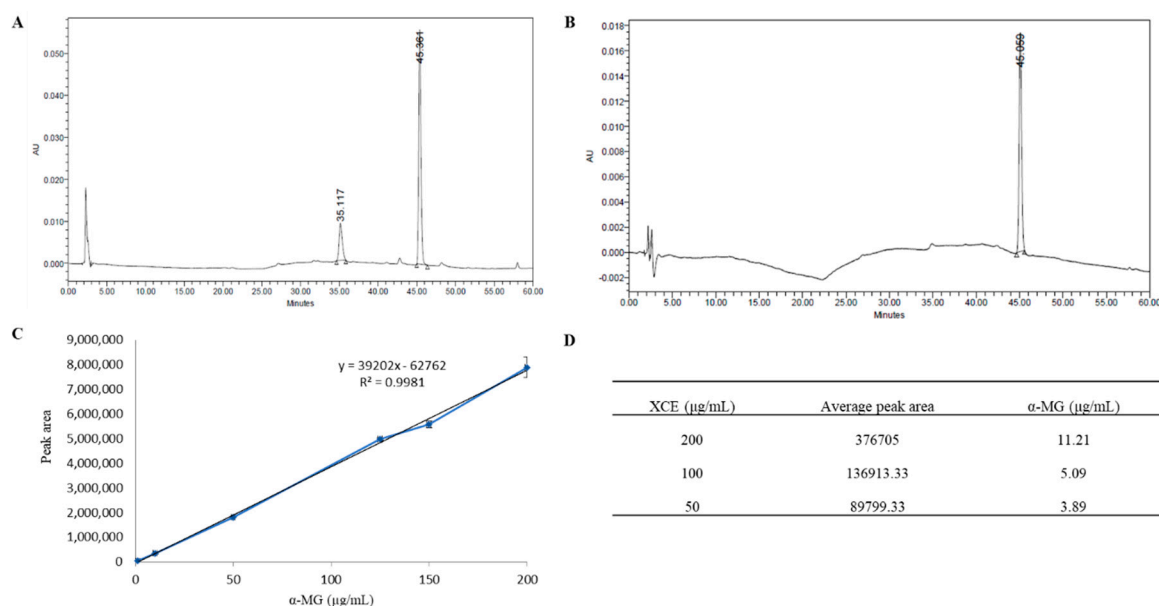 A
B
0.050
0.040
0.030
0.020
0.010
0.000
AU
35.117
45.361
0.00 5.00 10.00 15.00 20.00 25.00 30.00 35.00 40.00 45.00 50.00 55.00 60.00
Minutes
0.018
0.016
0.014
0.012
0.010
0.008
0.006
0.004
0.002
0.000
-0.002
AU
45.059
0.00 5.00 10.00 15.00 20.00 25.00 30.00 35.00 40.00 45.00 50.00 55.00 60.00
Minutes
C
9,000,000
8,000,000
7,000,000
6,000,000
5,000,000
4,000,000
3,000,000
2,000,000
1,000,000
0
Peak area
y = 39202x - 62762
R² = 0.9981
0 50 100 150 200
α-MG (µg/mL)
D
XCE (µg/mL) Average peak area α-MG (µg/mL)
200 376705 11.21
100 136913.33 5.09
50 89799.33 3.89